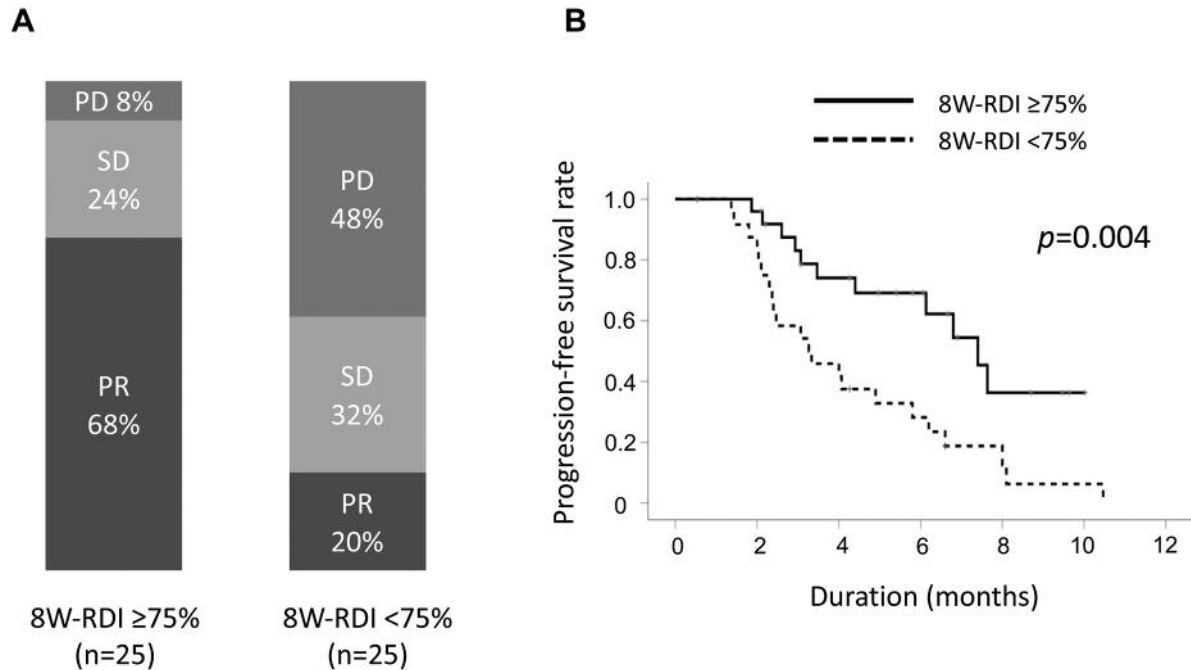 A
PD 8%
SD
24%
PR
68%
8W-RDI ≥75%
(n=25)
PD
48%
SD
32%
PR
20%
8W-RDI <75%
(n=25)
B
8W-RDI ≥75%
8W-RDI <75%
p=0.004
Progression-free survival rate
1.0
0.8
0.6
0.4
0.2
0
0 2 4 6 8 10 12
Duration (months)